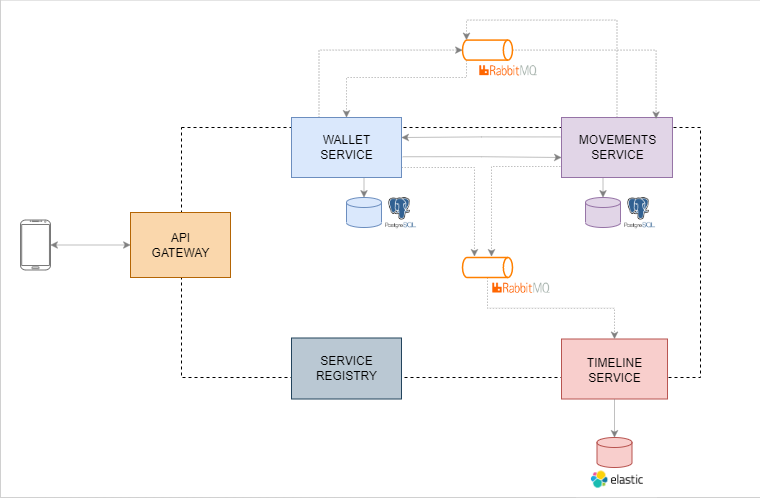 RabbitMQ
WALLET
SERVICE
MOVEMENTS
SERVICE
PostgreSQL
PostgreSQL
API
GATEWAY
RabbitMQ
SERVICE
REGISTRY
TIMELINE
SERVICE
elastic